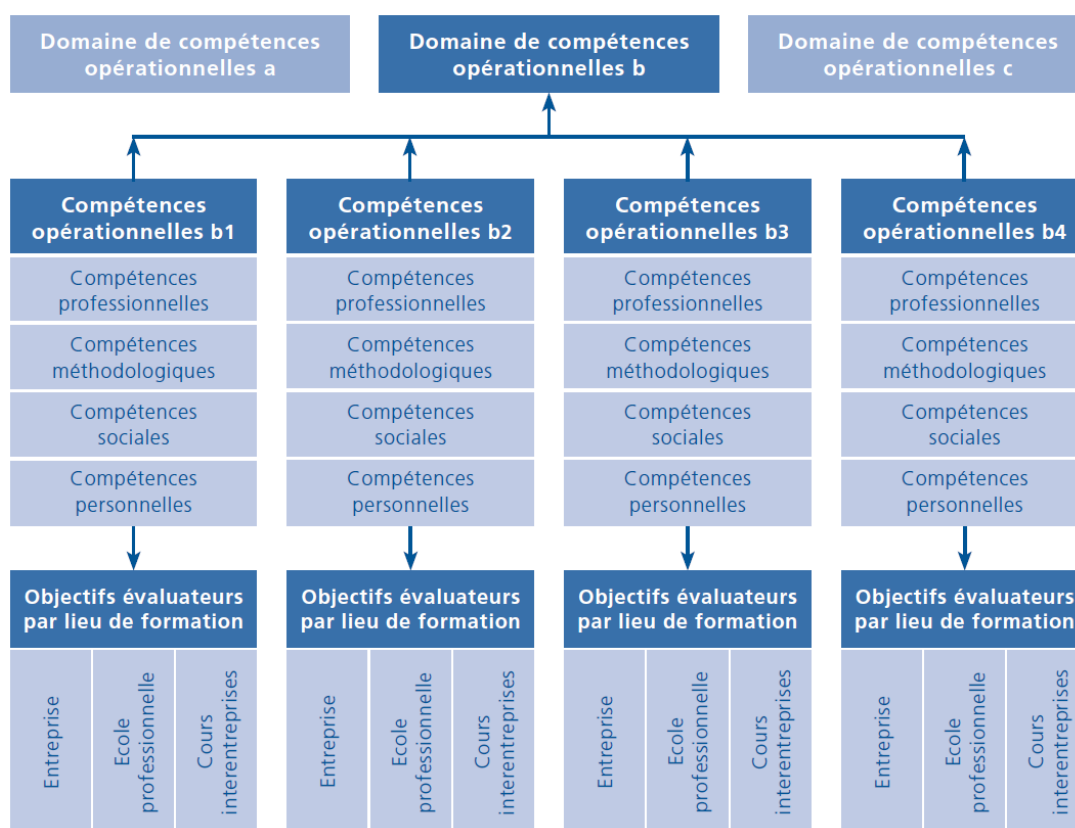 Domaine de compétences
opérationnelles a
Domaine de compétences
opérationnelles b
Domaine de compétences
opérationnelles c
Compétences
opérationnelles b1
Compétences
professionnelles
Compétences
méthodologiques
Compétences
sociales
Compétences
personnelles
Objectifs évaluateurs
par lieu de formation
Entreprise
Ecole
professionnelle
Cours
interentreprises
Compétences
opérationnelles b2
Compétences
professionnelles
Compétences
méthodologiques
Compétences
sociales
Compétences
personnelles
Objectifs évaluateurs
par lieu de formation
Entreprise
Ecole
professionnelle
Cours
interentreprises
Compétences
opérationnelles b3
Compétences
professionnelles
Compétences
méthodologiques
Compétences
sociales
Compétences
personnelles
Objectifs évaluateurs
par lieu de formation
Entreprise
Ecole
professionnelle
Cours
interentreprises
Compétences
opérationnelles b4
Compétences
professionnelles
Compétences
méthodologiques
Compétences
sociales
Compétences
personnelles
Objectifs évaluateurs
par lieu de formation
Entreprise
Ecole
professionnelle
Cours
interentreprises